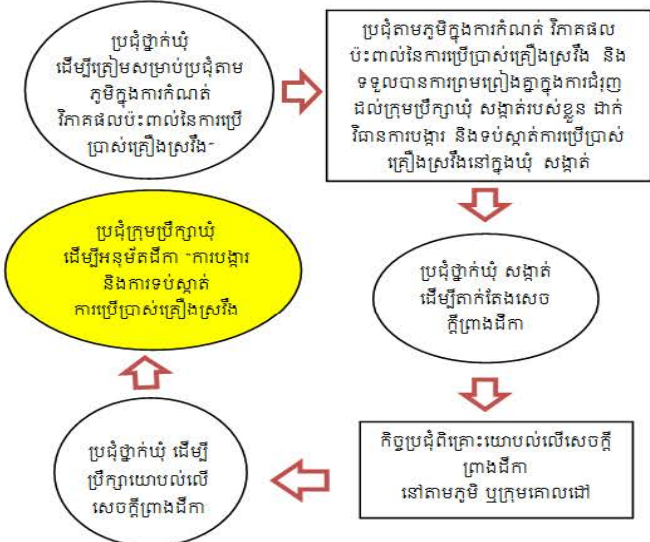 ប្រជុំថ្នាក់ឃុំ
ដើម្បីត្រៀមសម្រាប់ប្រជុំតាម
ភូមិក្នុងការកំណត់
វិភាគផលប៉ះពាល់នៃការប្រើ
ប្រាស់គ្រឿងស្រវឹង"
ប្រជុំតាមភូមិក្នុងការកំណត់ វិភាគផល
ប៉ះពាល់នៃការប្រើប្រាស់គ្រឿងស្រវឹង និង
ទទួលបានការព្រមព្រៀងគ្នាក្នុងការជំរុញ
ដល់ក្រុមប្រឹក្សាឃុំ សង្កាត់របស់ខ្លួន ដាក់
វិធានការបង្ការ និងទប់ស្កាត់ការប្រើប្រាស់
គ្រឿងស្រវឹងនៅក្នុងឃុំ សង្កាត់
ប្រជុំថ្នាក់ឃុំ សង្កាត់
ដើម្បីតាក់តែងសេច
ក្តីព្រាងដីកា
កិច្ចប្រជុំពិគ្រោះយោបល់លើសេចក្តី
ព្រាងដីកា
នៅតាមភូមិ ឬក្រុមគោលដៅ
ប្រជុំថ្នាក់ឃុំ ដើម្បី
ប្រឹក្សាយោបល់លើ
សេចក្តីព្រាងដីកា
ប្រជុំក្រុមប្រឹក្សាឃុំ
ដើម្បីអនុម័តដីកា "ការបង្ការ
និងការទប់ស្កាត់
ការប្រើប្រាស់គ្រឿងស្រវឹង